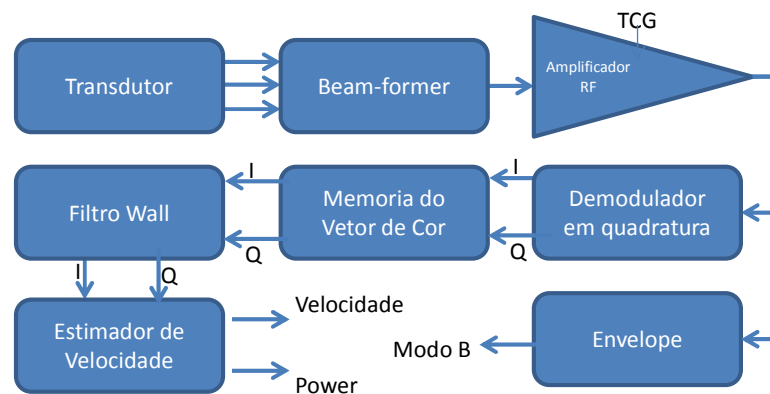 TCG
Transdutor
Beam-former
Amplificador
RF
I
I
Filtro Wall
Memoria do
Vetor de Cor
Demodulador
em quadratura
Q
Q
I
Q
Estimador de
Velocidade
Velocidade
Power
Modo B
Envelope